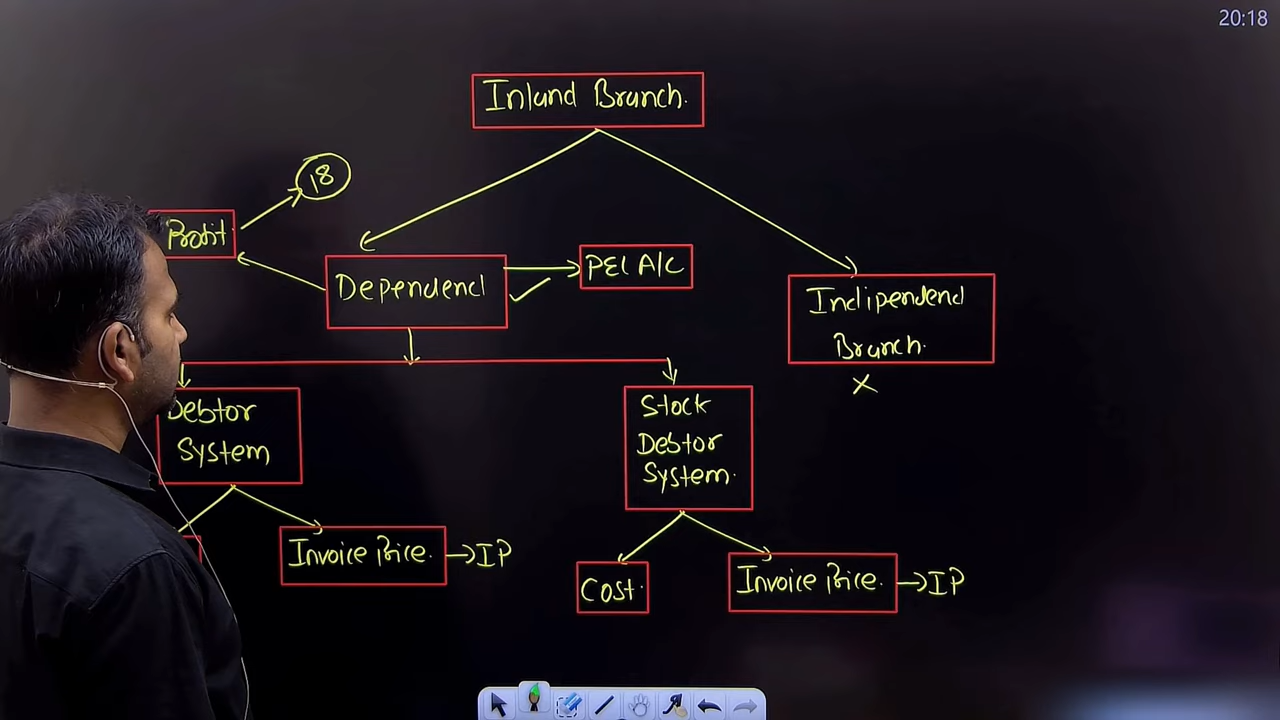 20:18
Inland Branch.
18
Profit
Dependend
P&L A/C
Indipendend
Branch.
X
Debtor
System
Stock
Debtor
System.
Invoice Price.
IP
Cost.
Invoice Price.
IP